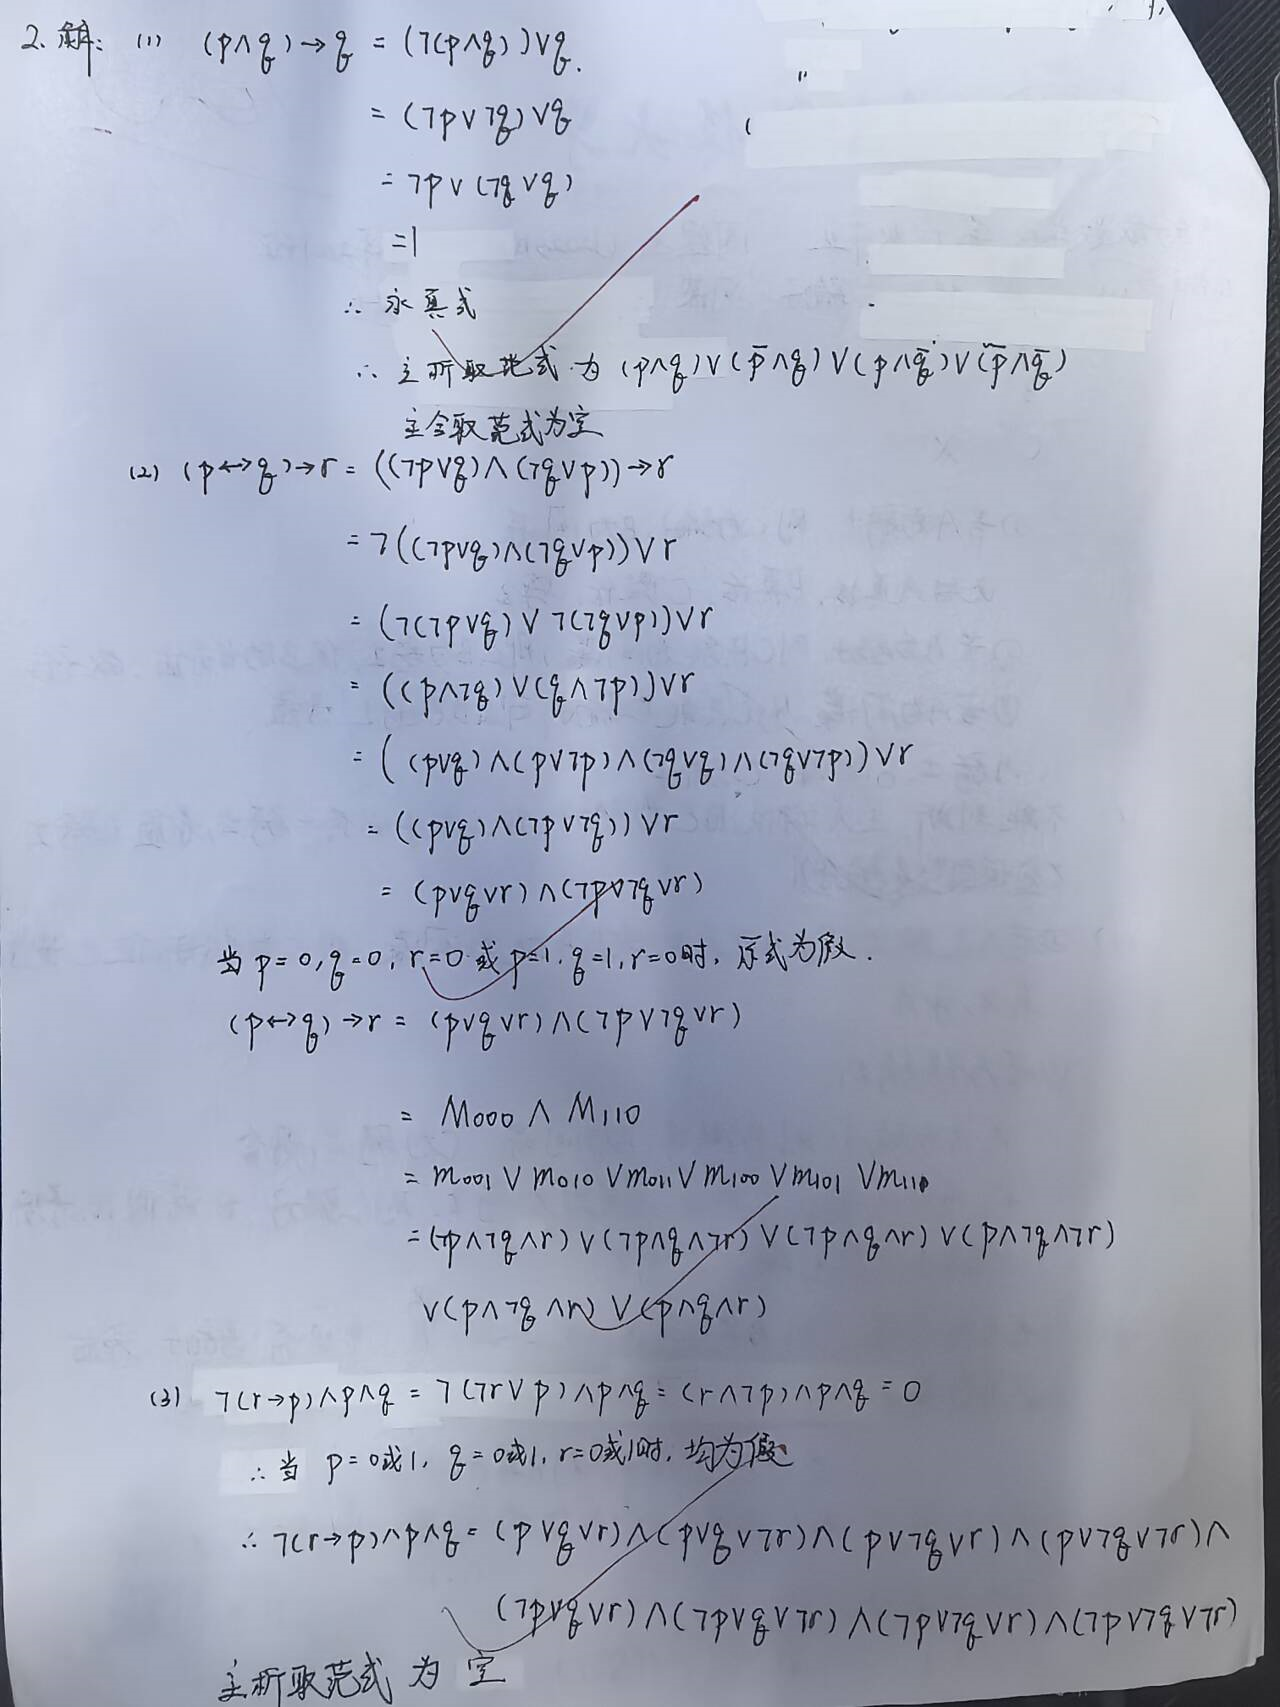 2. 解: (1) (p∧q)→q = (¬(p∧q))∨q.
= (¬p∨¬q)∨q
= ¬p∨(¬q∨q)
=1
∴ 永真式
∴ 主析取范式为 (p∧q)∨(p̄∧q)∨(p∧q̄)∨(p̄∧q̄)
主合取范式为空
(2) (p↔q)→r = ((¬p∨q)∧(¬q∨p))→r
= ¬((¬p∨q)∧(¬q∨p))∨r
= (¬(¬p∨q)∨¬(¬q∨p))∨r
= ((p∧¬q)∨(q∧¬p))∨r
= ((p∨q)∧(p∨¬p)∧(¬q∨q)∧(¬q∨¬p))∨r
= ((p∨q)∧(¬p∨¬q))∨r
= (p∨q∨r)∧(¬p∨¬q∨r)
当 p=0,q=0,r=0 或 p=1,q=1,r=0时, 原式为假.
(p↔q)→r = (p∨q∨r)∧(¬p∨¬q∨r)
= M000 ∧ M110
= m001∨m010∨m011∨m100∨m101∨m110
=(¬p∧¬q∧r)∨(¬p∧q∧¬r)∨(¬p∧q∧r)∨(p∧¬q∧¬r)
∨(p∧¬q∧r)∨(p∧q∧r)
(3) ¬(r→p)∧p∧q = ¬(¬r∨p)∧p∧q = (r∧¬p)∧p∧q = 0
∴ 当 p=0或1, q=0或1, r=0或1时, 均为假
∴ ¬(r→p)∧p∧q = (p∨q∨r)∧(p∨q∨¬r)∧(p∨¬q∨r)∧(p∨¬q∨¬r)∧
(¬p∨q∨r)∧(¬p∨q∨¬r)∧(¬p∨¬q∨r)∧(¬p∨¬q∨¬r)
主析取范式为空